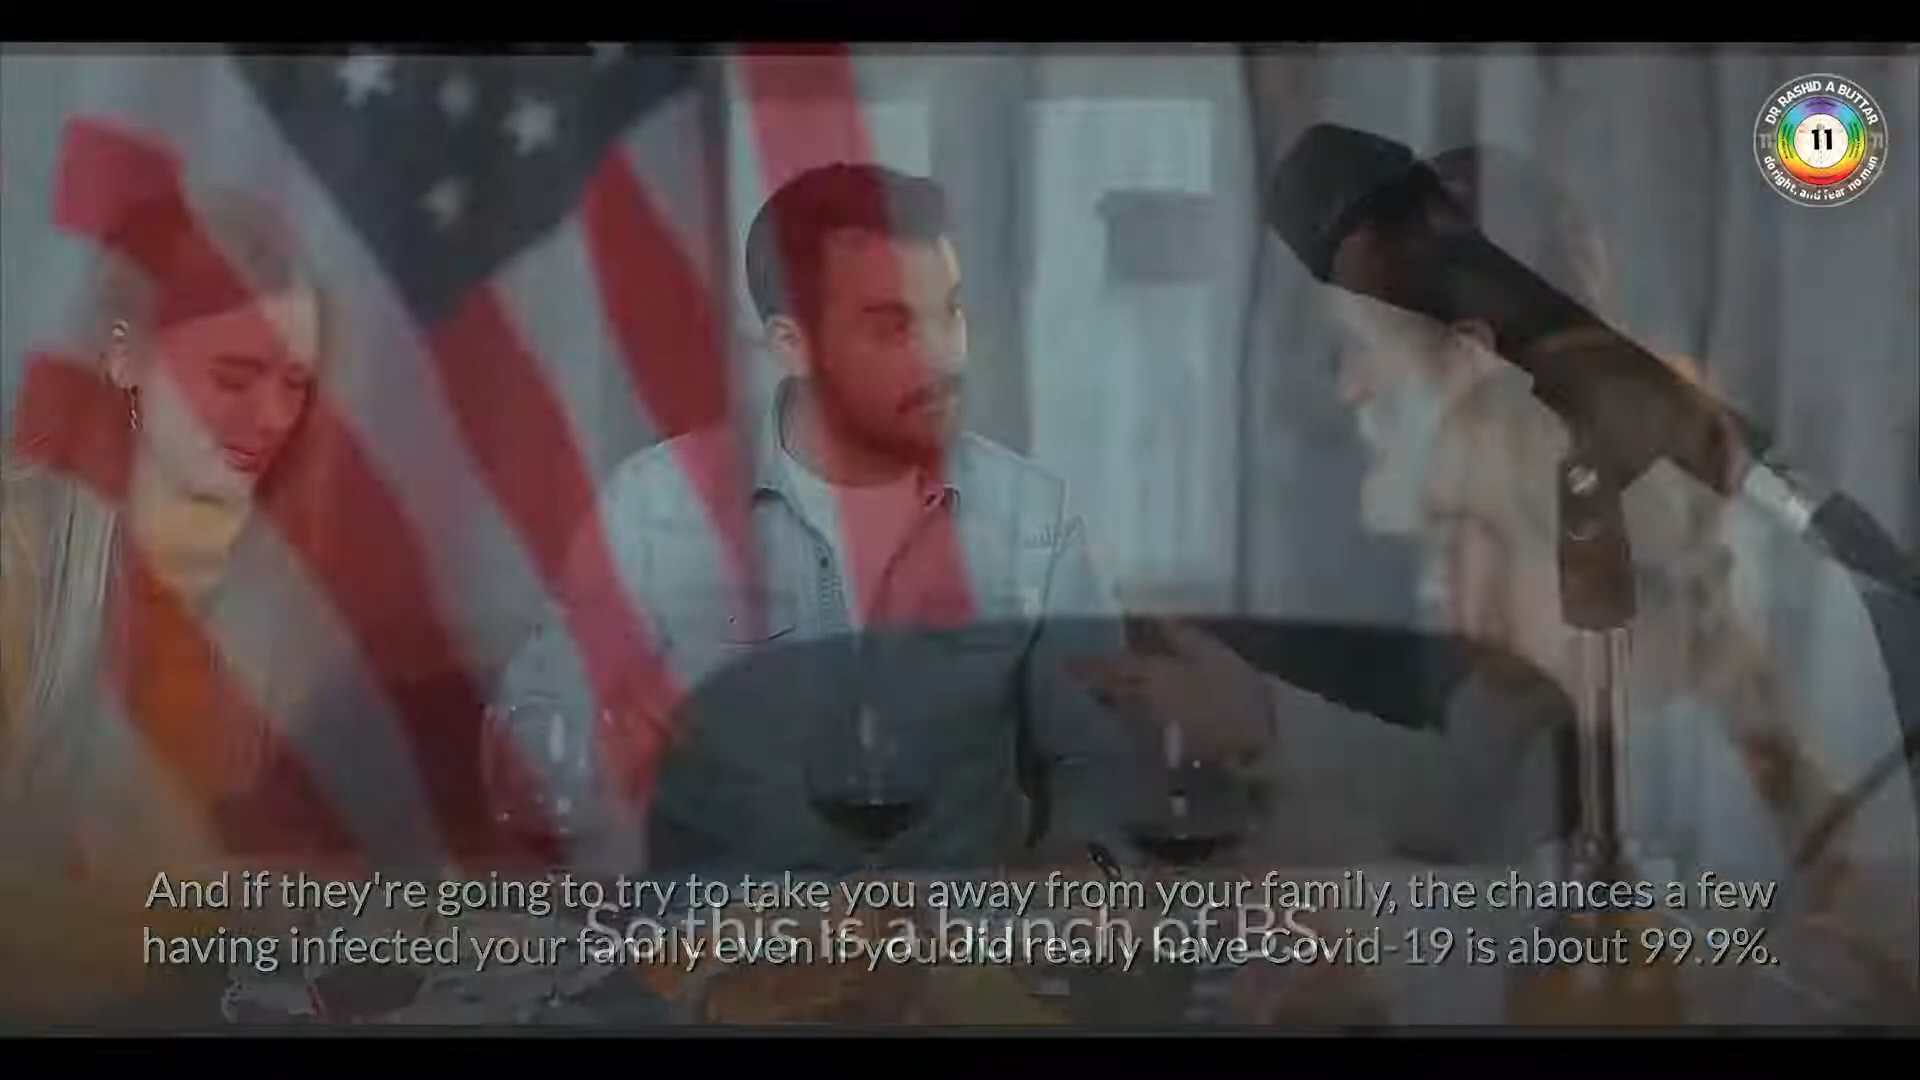 DR RASHID A BUTTAR
11
do right, and fear no man
And if they're going to try to take you away from your family, the chances a few
having infected your family even if you did really have Covid-19 is about 99.9%.
So this is a bunch of BS.